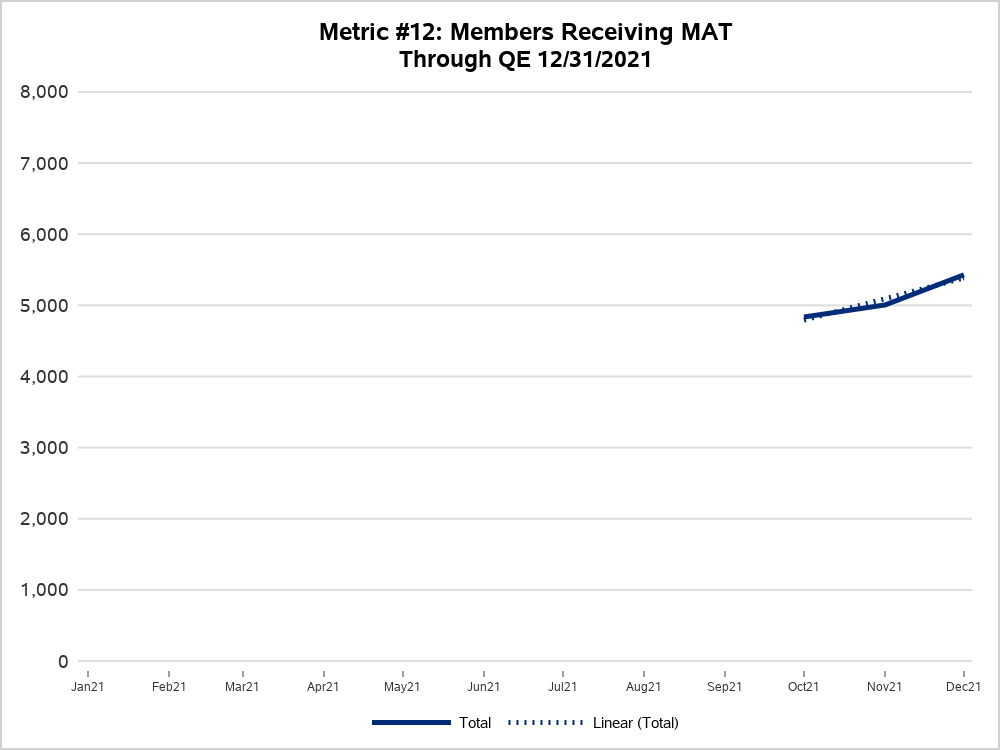 Metric #12: Members Receiving MAT
Through QE 12/31/2021
8,000
7,000
6,000
5,000
4,000
3,000
2,000
1,000
0
Jan21 Feb21 Mar21 Apr21 May21 Jun21 Jul21 Aug21 Sep21 Oct21 Nov21 Dec21
Total Linear (Total)